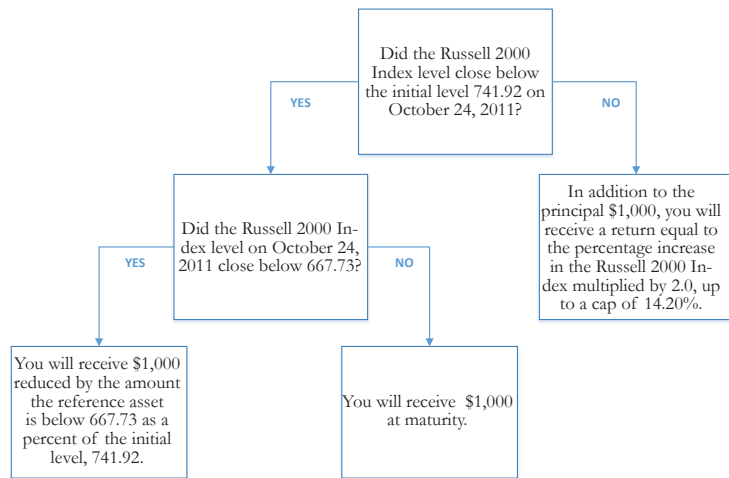 Did the Russell 2000
Index level close below
the initial level 741.92 on
October 24, 2011?
YES
NO
Did the Russell 2000 In-
dex level on October 24,
2011 close below 667.73?
In addition to the
principal $1,000, you will
receive a return equal to
the percentage increase
in the Russell 2000 In-
dex multiplied by 2.0, up
to a cap of 14.20%.
YES
NO
You will receive $1,000
reduced by the amount
the reference asset
is below 667.73 as a
percent of the initial
level, 741.92.
You will receive $1,000
at maturity.